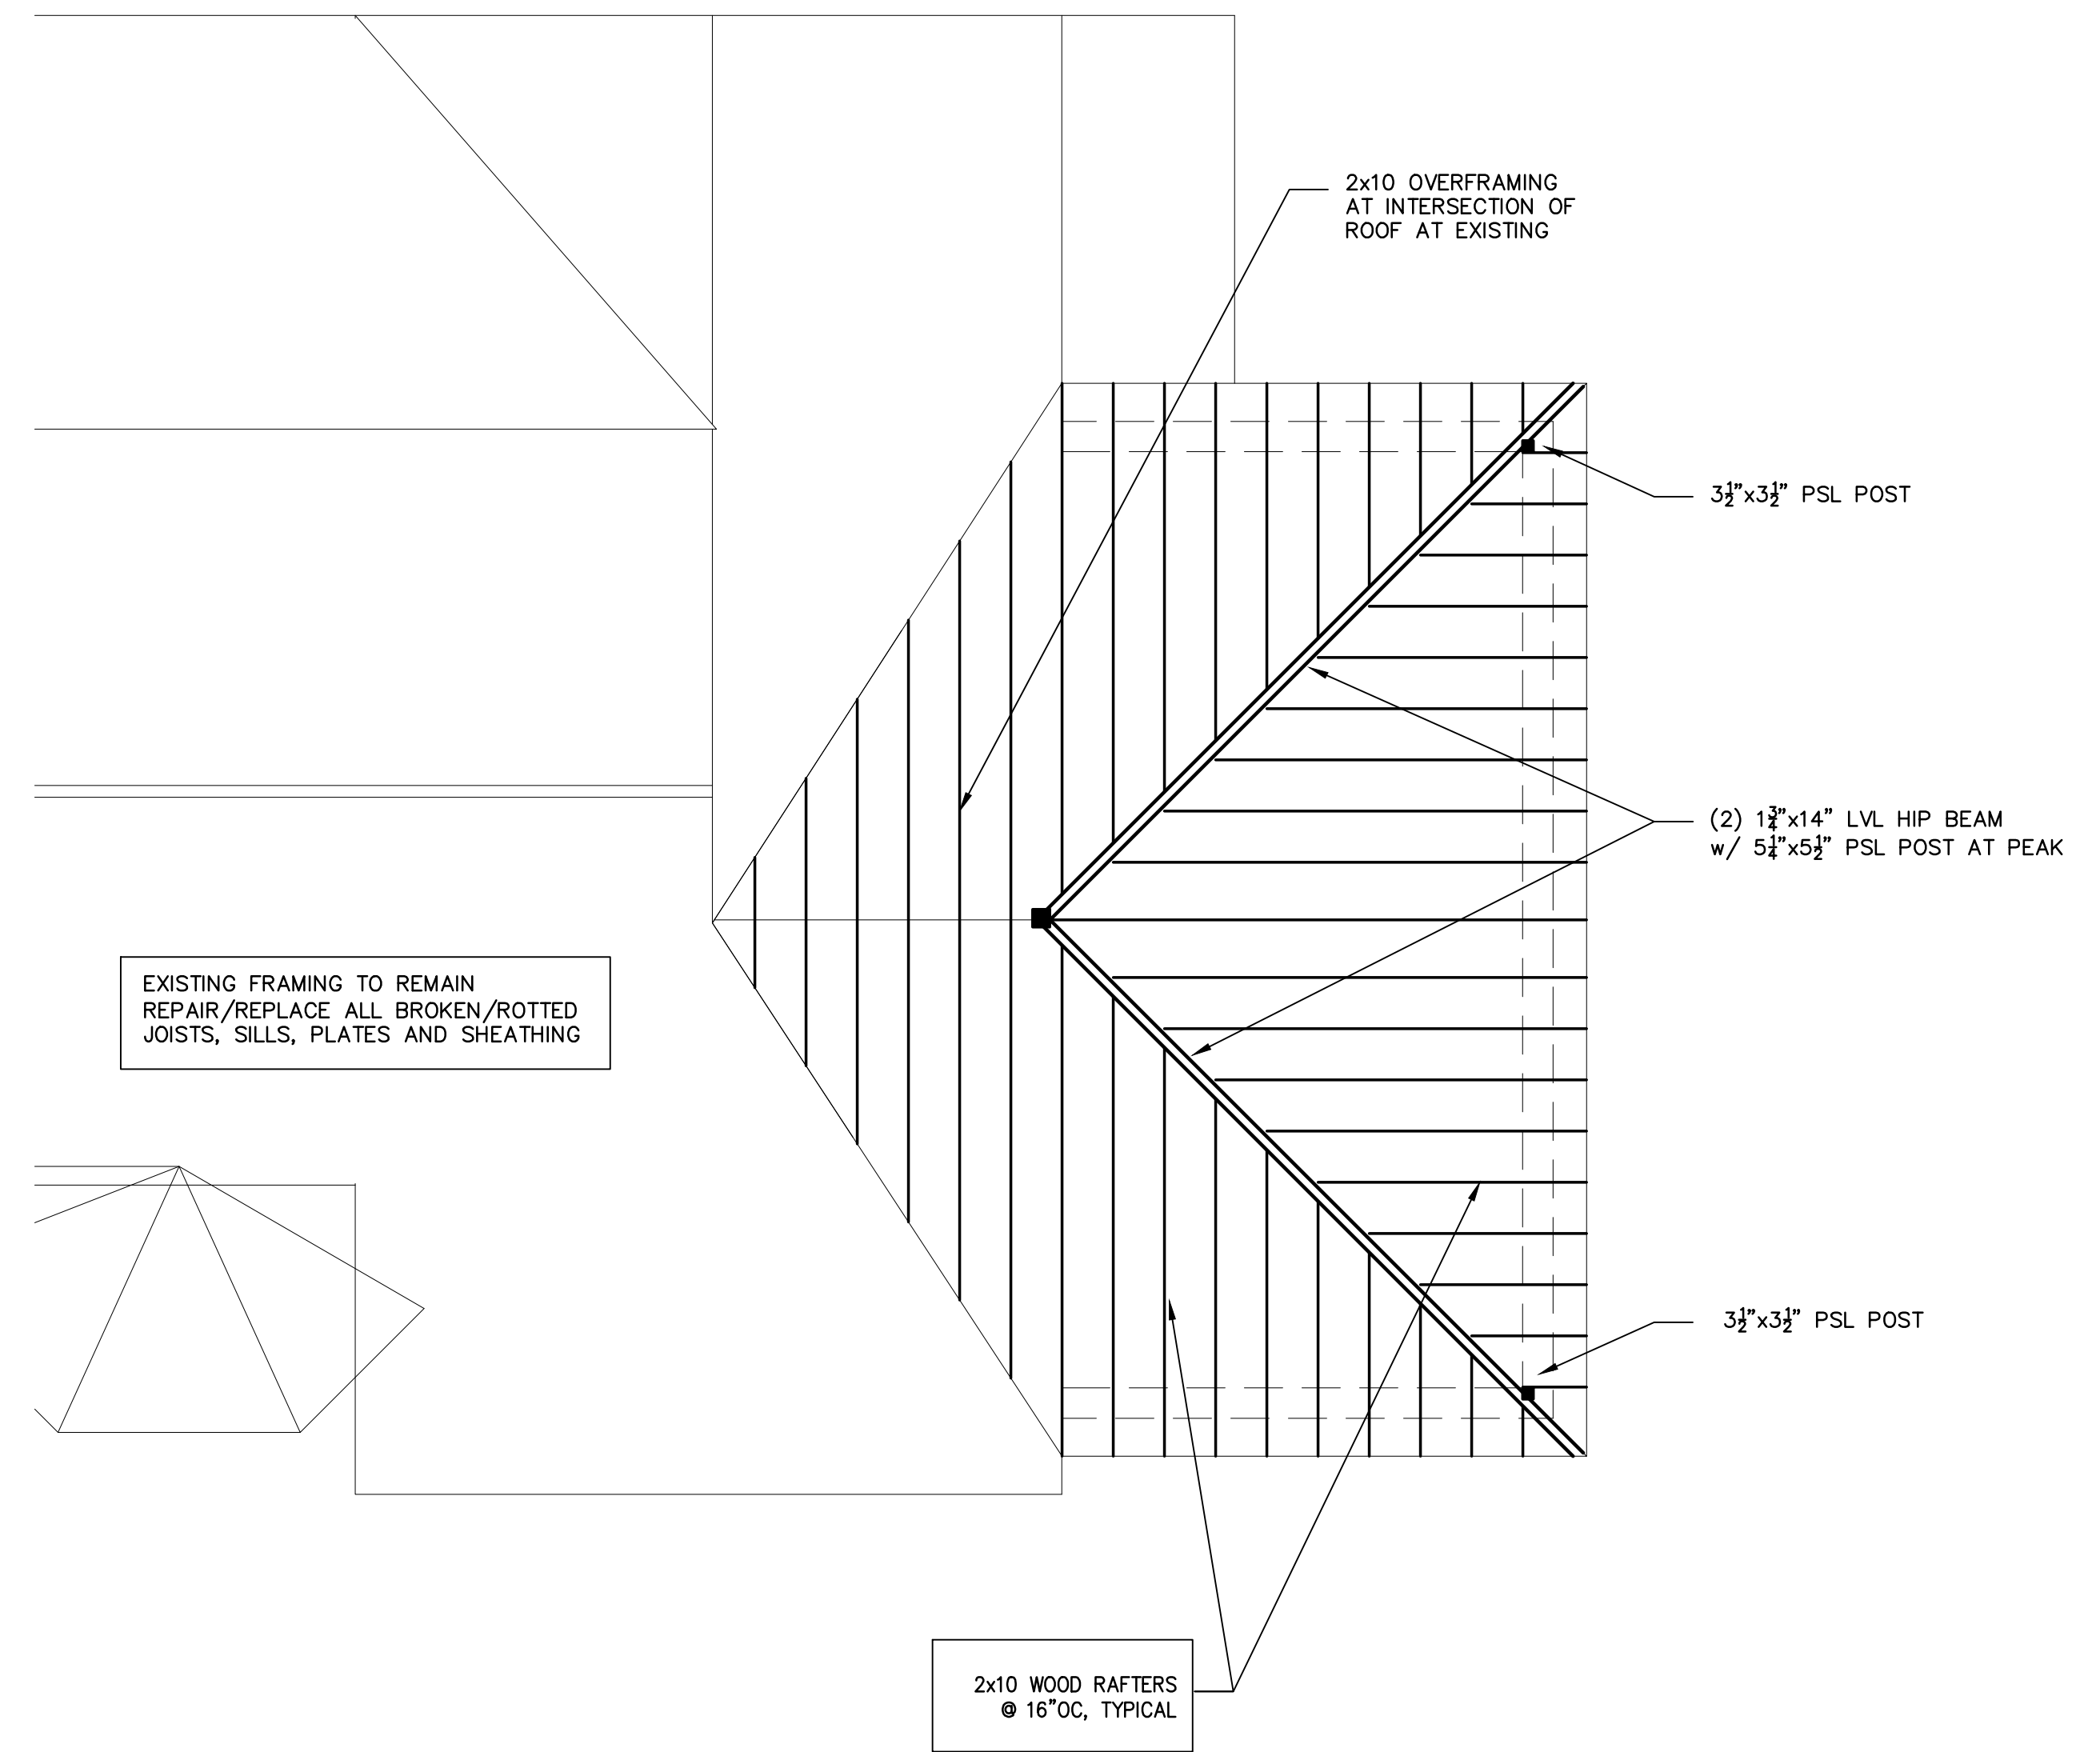 2x10 OVERFRAMING
AT INTERSECTION OF
ROOF AT EXISTING
3½"x3½" PSL POST
(2) 1¾"x14" LVL HIP BEAM
w/ 5¼"x5½" PSL POST AT PEAK
EXISTING FRAMING TO REMAIN
REPAIR/REPLACE ALL BROKEN/ROTTED
JOISTS, SILLS, PLATES AND SHEATHING
3½"x3½" PSL POST
2x10 WOOD RAFTERS
@ 16"OC, TYPICAL